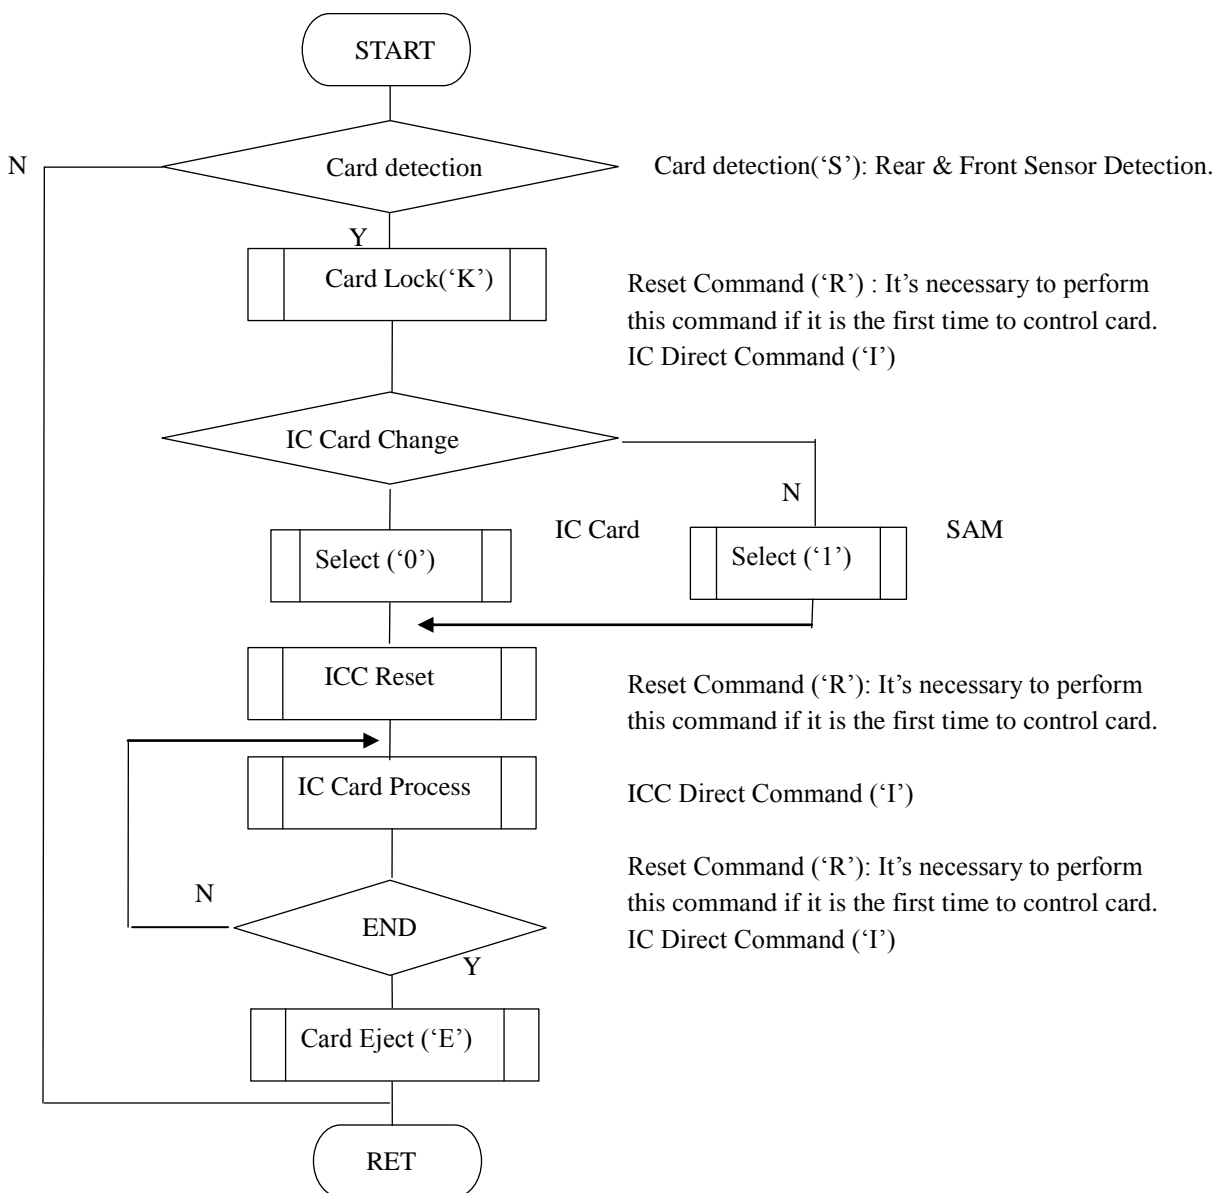 START
N
Card detection
Card detection(‘S’): Rear & Front Sensor Detection.
Y
Card Lock(‘K’)
Reset Command (‘R’) : It’s necessary to perform
this command if it is the first time to control card.
IC Direct Command (‘I’)
IC Card Change
N
IC Card
SAM
Select (‘0’)
Select (‘1’)
ICC Reset
Reset Command (‘R’): It’s necessary to perform
this command if it is the first time to control card.
IC Card Process
ICC Direct Command (‘I’)
Reset Command (‘R’): It’s necessary to perform
this command if it is the first time to control card.
IC Direct Command (‘I’)
N
END
Y
Card Eject (‘E’)
RET